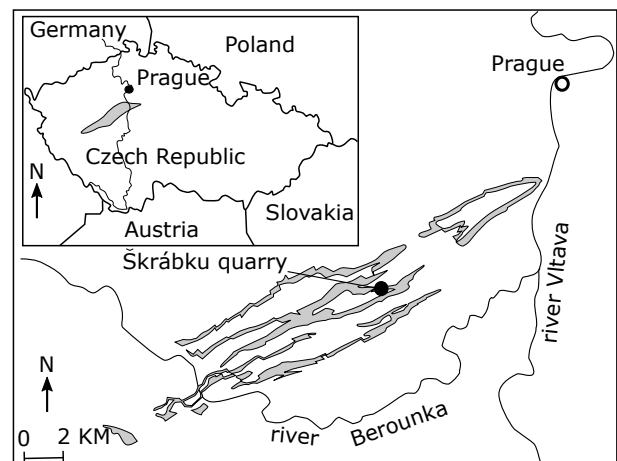 Germany
Poland
Prague
Czech Republic
N
Austria
Slovakia
Prague
Škrábku quarry
river Vltava
N
0 2 KM
river Berounka